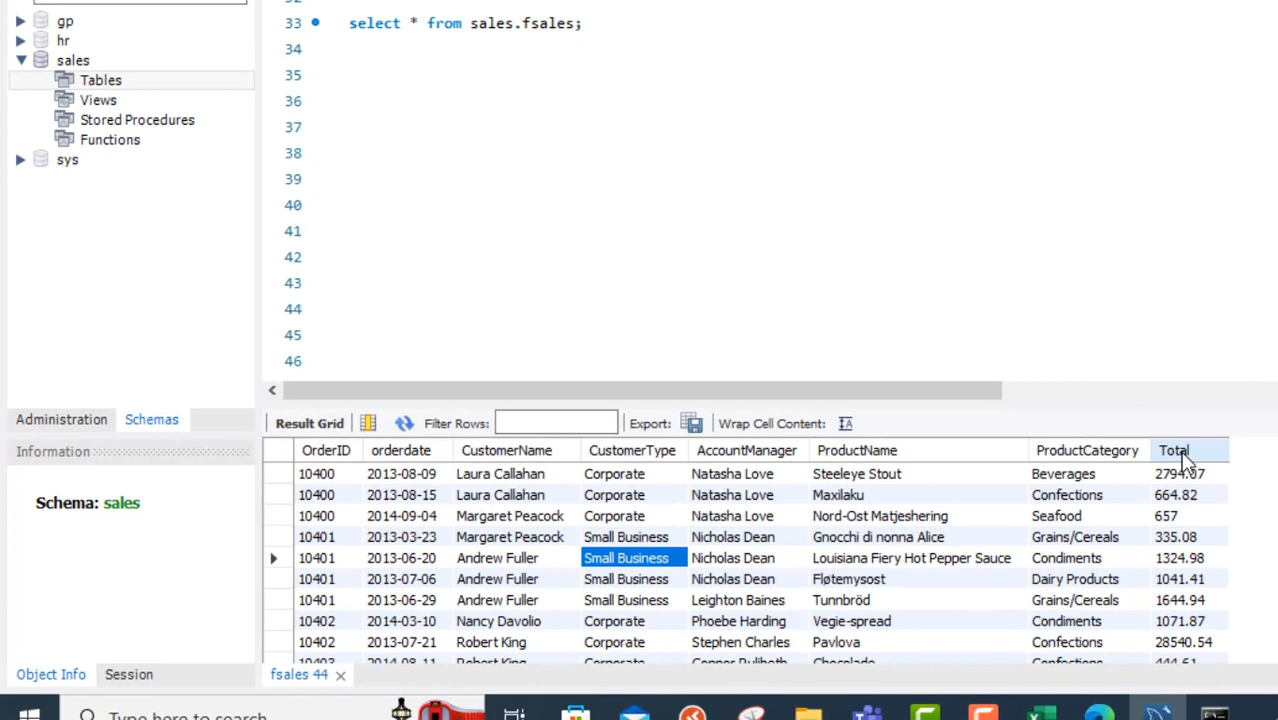 gp
hr
sales
Tables
Views
Stored Procedures
Functions
sys
33 select * from sales.fsales;
34
35
36
37
38
39
40
41
42
43
44
45
46
Administration Schemas
Information
Schema: sales
Object Info Session
Result Grid Filter Rows: Export: Wrap Cell Content:
OrderID orderdate CustomerName CustomerType AccountManager ProductName ProductCategory Total
10400 2013-08-09 Laura Callahan Corporate Natasha Love Steeleye Stout Beverages
10400 2013-08-15 Laura Callahan Corporate Natasha Love Maxilaku Confections 664.82
10400 2014-09-04 Margaret Peacock Corporate Natasha Love Nord-Ost Matjeshering Seafood 657
10401 2013-03-23 Margaret Peacock Small Business Nicholas Dean Gnocchi di nonna Alice Grains/Cereals 335.08
10401 2013-06-20 Andrew Fuller Small Business Nicholas Dean Louisiana Fiery Hot Pepper Sauce Condiments 1324.98
10401 2013-07-06 Andrew Fuller Small Business Nicholas Dean Fløtemysost Dairy Products 1041.41
10401 2013-06-29 Andrew Fuller Small Business Leighton Baines Tunnbröd Grains/Cereals 1644.94
10402 2014-03-10 Nancy Davolio Corporate Phoebe Harding Vegie-spread Condiments 1071.87
10402 2013-07-21 Robert King Corporate Stephen Charles Pavlova Confections 28540.54
fsales 44
Type here to search